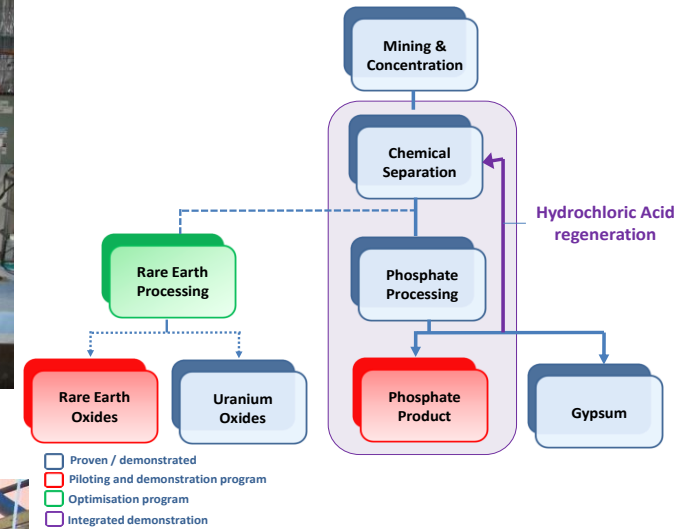 Mining &
Concentration
Chemical
Separation
Hydrochloric Acid
regeneration
Rare Earth
Processing
Phosphate
Processing
Rare Earth
Oxides
Uranium
Oxides
Phosphate
Product
Gypsum
Proven / demonstrated
Piloting and demonstration program
Optimisation program
Integrated demonstration